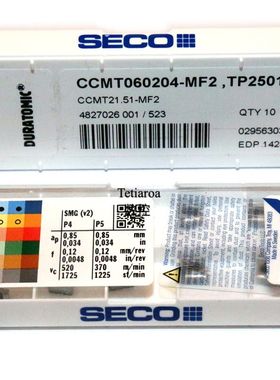 SECO
DURATOMIC®
CCMT060204-MF2 ,TP2501
CCMT21.51-MF2
4827026 001 / 523
QTY 10
02956303
EDP 142
Tetiaroa
SMG (v2)
P4 P5
ap 0,85 0,85 mm
0,034 0,034 in
f 0,12 0,12 mm/rev
0,0048 0,0048 in/rev
vc 520 370 m/min
1725 1225 sf/min
SECO